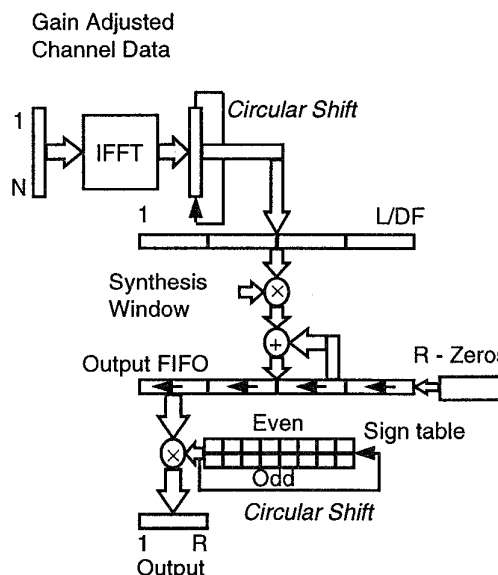 Gain Adjusted
Channel Data
Circular Shift
1
IFFT
N
1
L/DF
Synthesis
Window
×
+
Output FIFO
R - Zeros
Even
Sign table
×
Odd
Circular Shift
1 R
Output